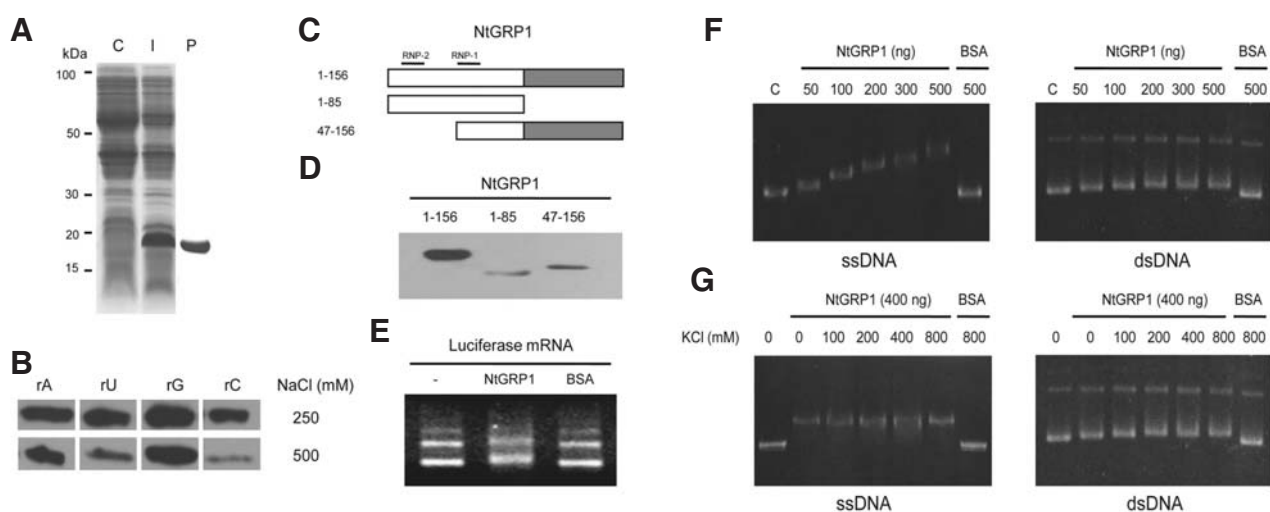 A
C I P
kDa
100
50
30
20
15
B
rA rU rG rC NaCl (mM)
250
500
C
NtGRP1
RNP-2 RNP-1
1-156
1-85
47-156
D
NtGRP1
1-156 1-85 47-156
E
Luciferase mRNA
- NtGRP1 BSA
F
NtGRP1 (ng) BSA
C 50 100 200 300 500 500
ssDNA
NtGRP1 (ng) BSA
C 50 100 200 300 500 500
dsDNA
G
NtGRP1 (400 ng) BSA
KCl (mM) 0 0 100 200 400 800 800
ssDNA
NtGRP1 (400 ng) BSA
0 0 100 200 400 800 800
dsDNA